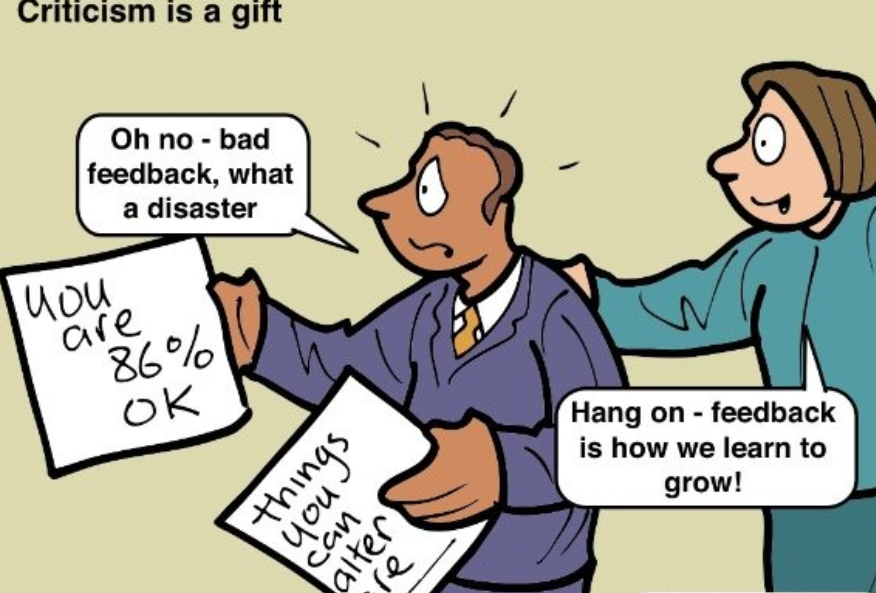 Criticism is a gift
Oh no - bad
feedback, what
a disaster
you
are
86%
OK
Hang on - feedback
is how we learn to
grow!
things
you
can
alter